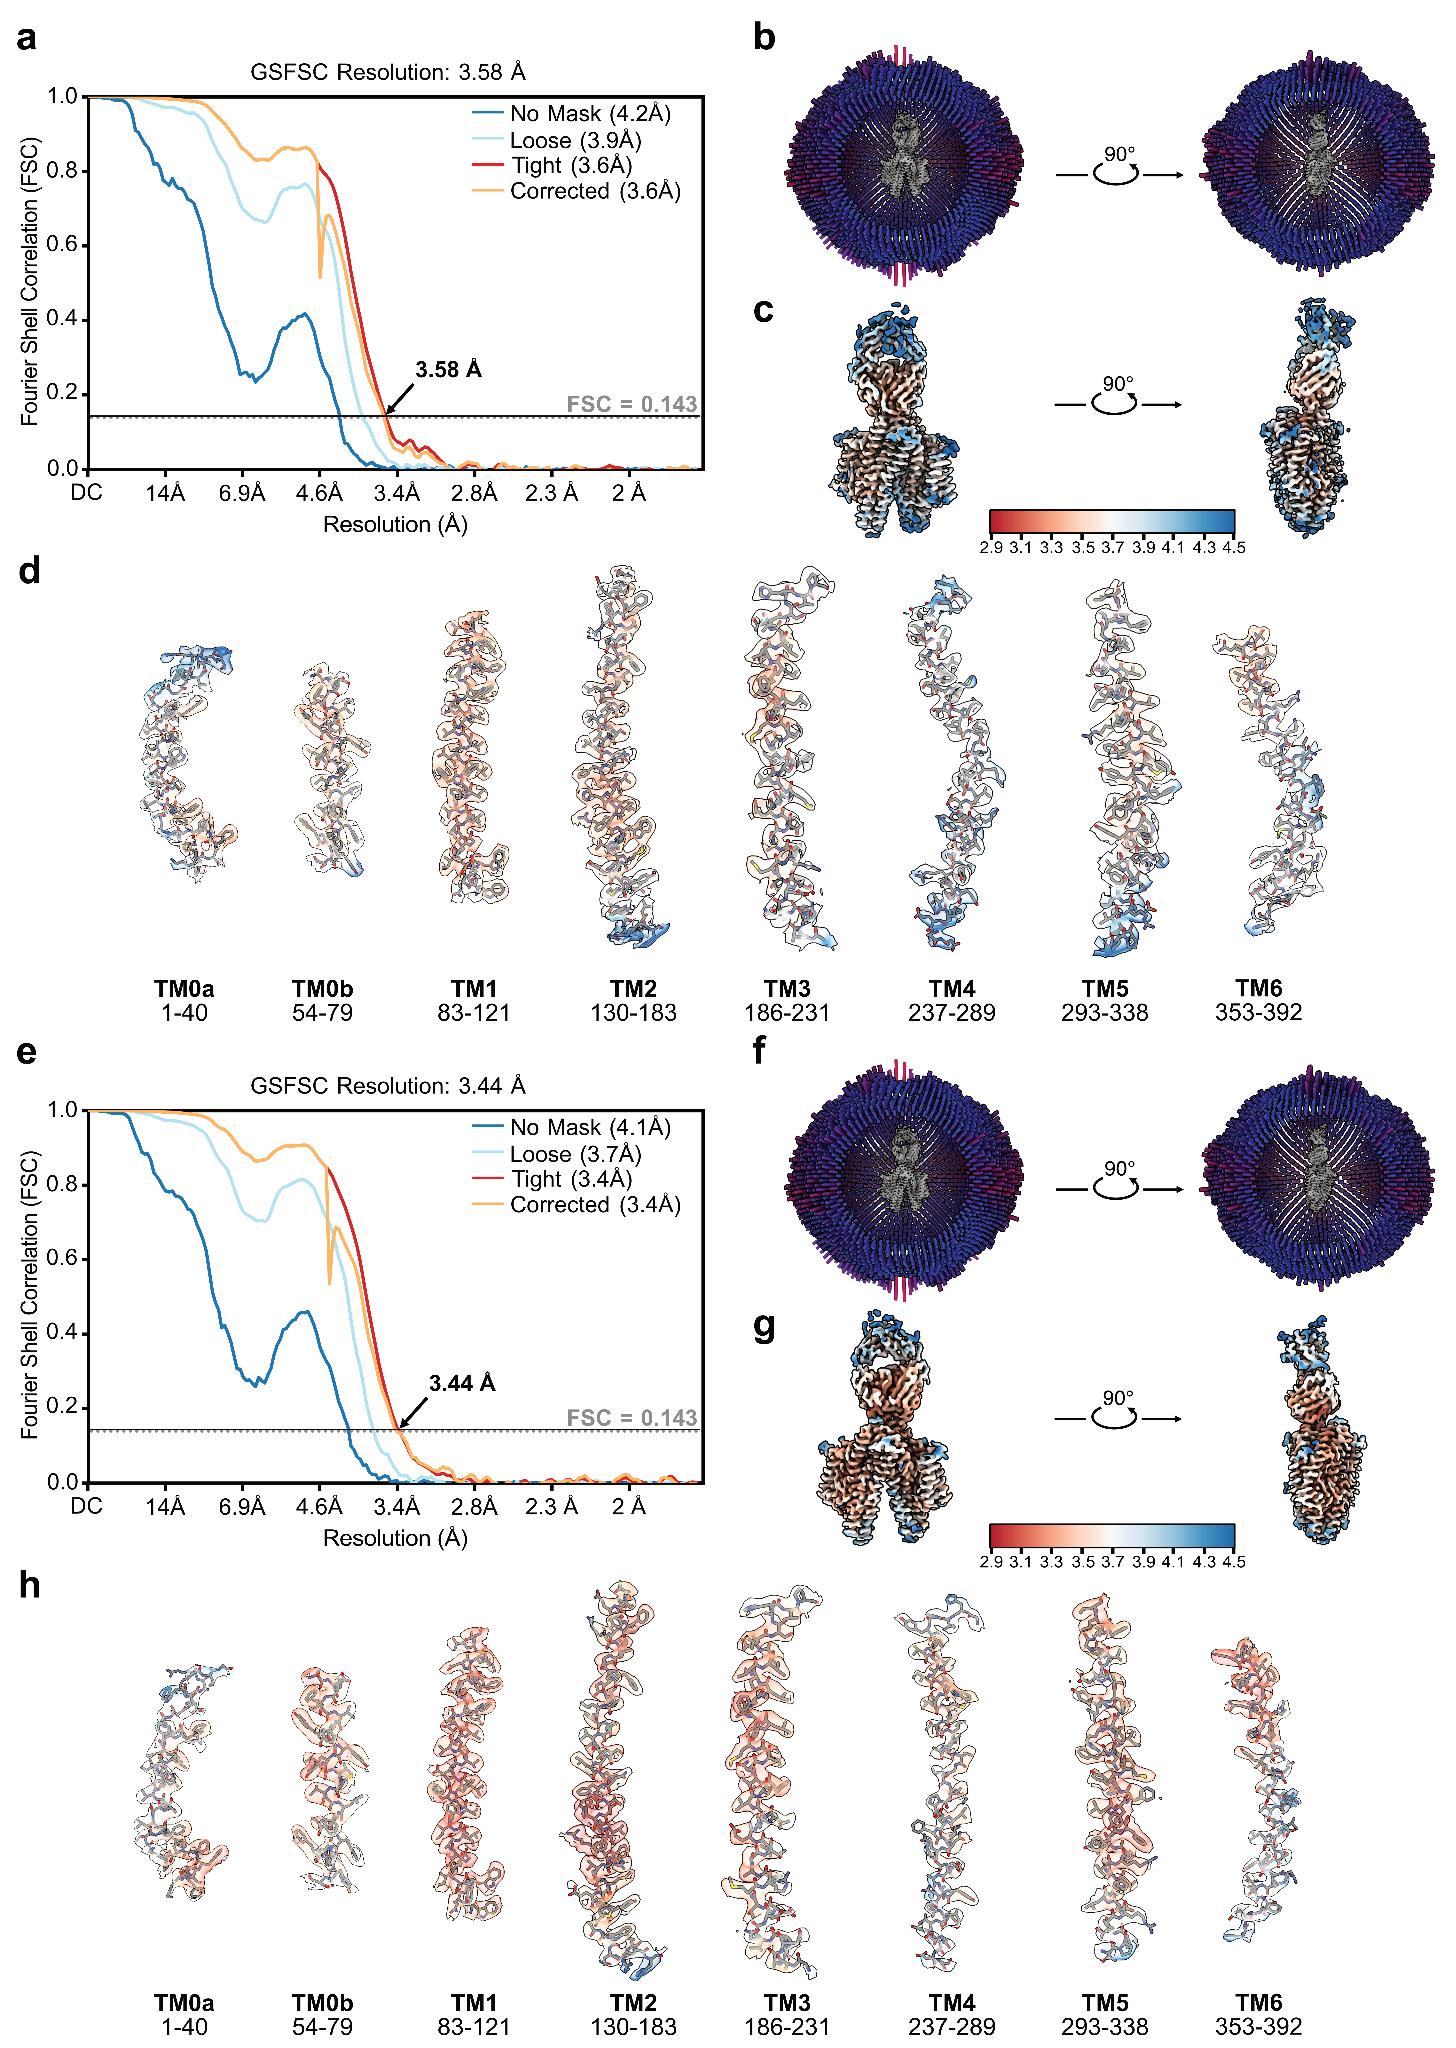 a
GSFSC Resolution: 3.58 Å
Fourier Shell Correlation (FSC)
1.0
0.8
0.6
0.4
0.2
0.0
No Mask (4.2Å)
Loose (3.9Å)
Tight (3.6Å)
Corrected (3.6Å)
3.58 Å
FSC = 0.143
DC 14Å 6.9Å 4.6Å 3.4Å 2.8Å 2.3 Å 2 Å
Resolution (Å)
b
90°
c
90°
2.9 3.1 3.3 3.5 3.7 3.9 4.1 4.3 4.5
d
TM0a TM0b TM1 TM2 TM3 TM4 TM5 TM6
1-40 54-79 83-121 130-183 186-231 237-289 293-338 353-392
e
GSFSC Resolution: 3.44 Å
Fourier Shell Correlation (FSC)
1.0
0.8
0.6
0.4
0.2
0.0
No Mask (4.1Å)
Loose (3.7Å)
Tight (3.4Å)
Corrected (3.4Å)
3.44 Å
FSC = 0.143
DC 14Å 6.9Å 4.6Å 3.4Å 2.8Å 2.3 Å 2 Å
Resolution (Å)
f
90°
g
90°
2.9 3.1 3.3 3.5 3.7 3.9 4.1 4.3 4.5
h
TM0a TM0b TM1 TM2 TM3 TM4 TM5 TM6
1-40 54-79 83-121 130-183 186-231 237-289 293-338 353-392